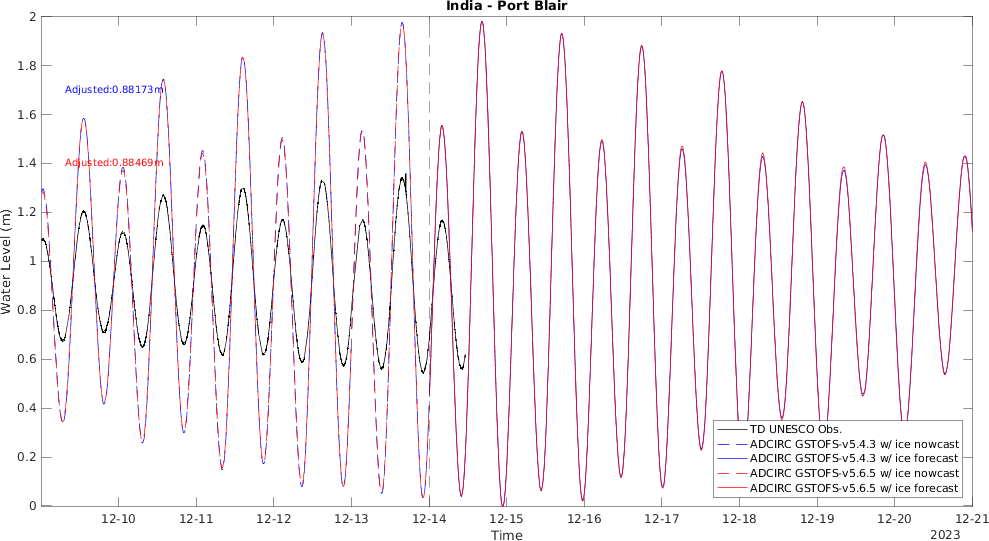 India - Port Blair
Water Level (m)
2
1.8
1.6
1.4
1.2
1
0.8
0.6
0.4
0.2
0
Adjusted:0.88173m
Adjusted:0.88469m
TD UNESCO Obs.
ADCIRC GSTOFS-v5.4.3 w/ ice nowcast
ADCIRC GSTOFS-v5.4.3 w/ ice forecast
ADCIRC GSTOFS-v5.6.5 w/ ice nowcast
ADCIRC GSTOFS-v5.6.5 w/ ice forecast
12-10 12-11 12-12 12-13 12-14 12-15 12-16 12-17 12-18 12-19 12-20 12-21
Time
2023